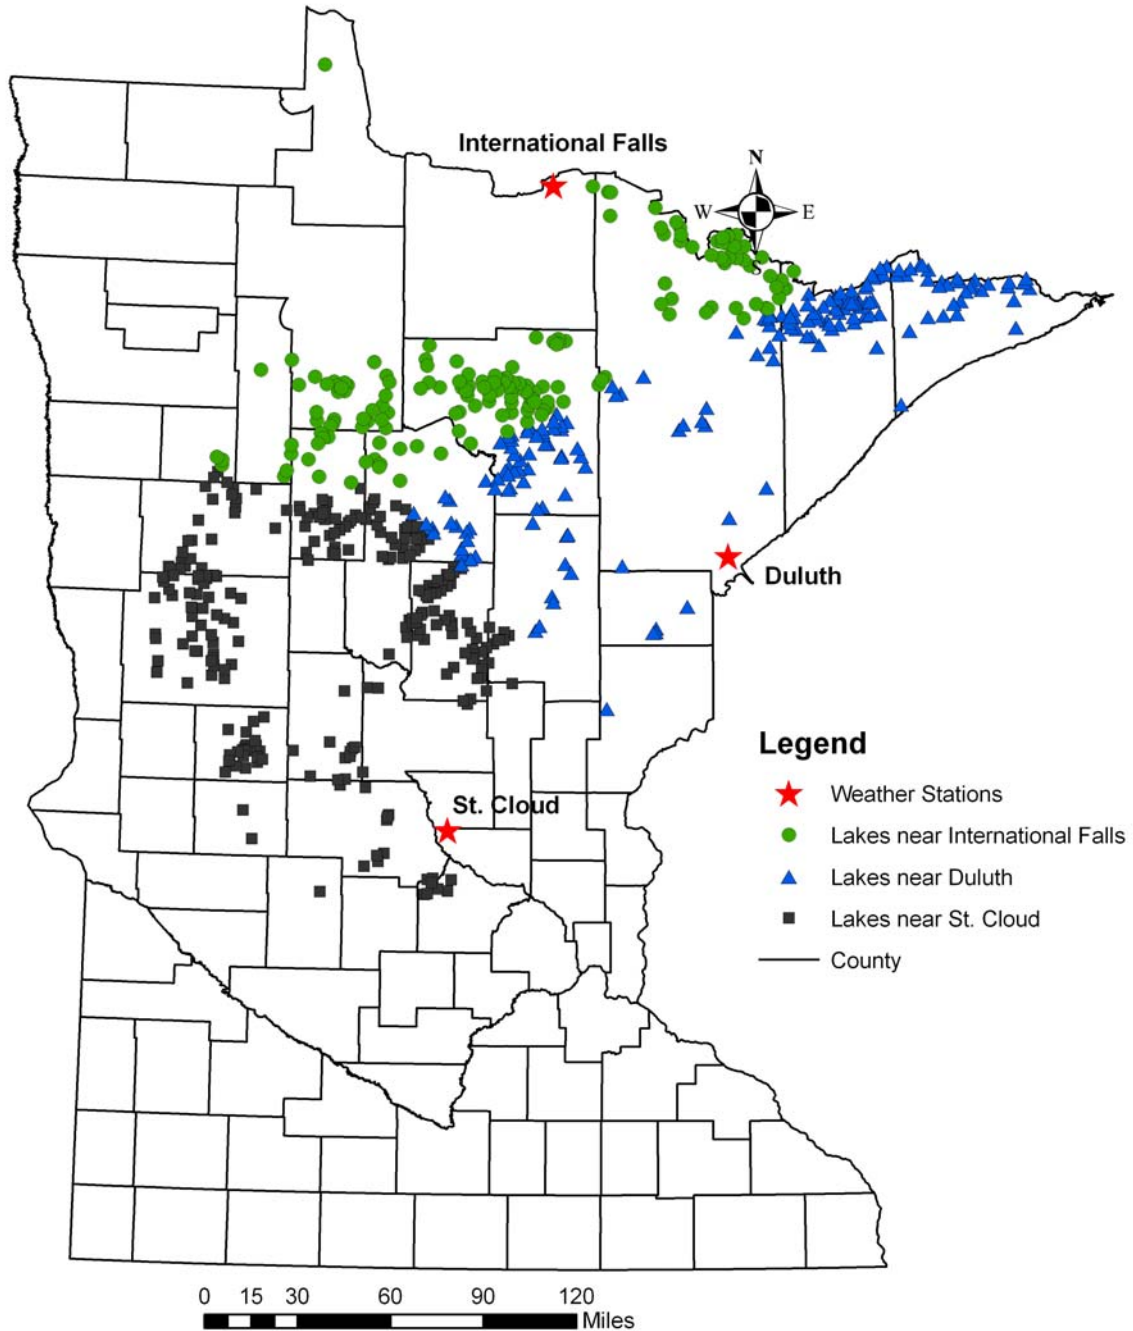 International Falls
N
W E
S
Duluth
St. Cloud
Legend
Weather Stations
Lakes near International Falls
Lakes near Duluth
Lakes near St. Cloud
County
0 15 30 60 90 120
Miles